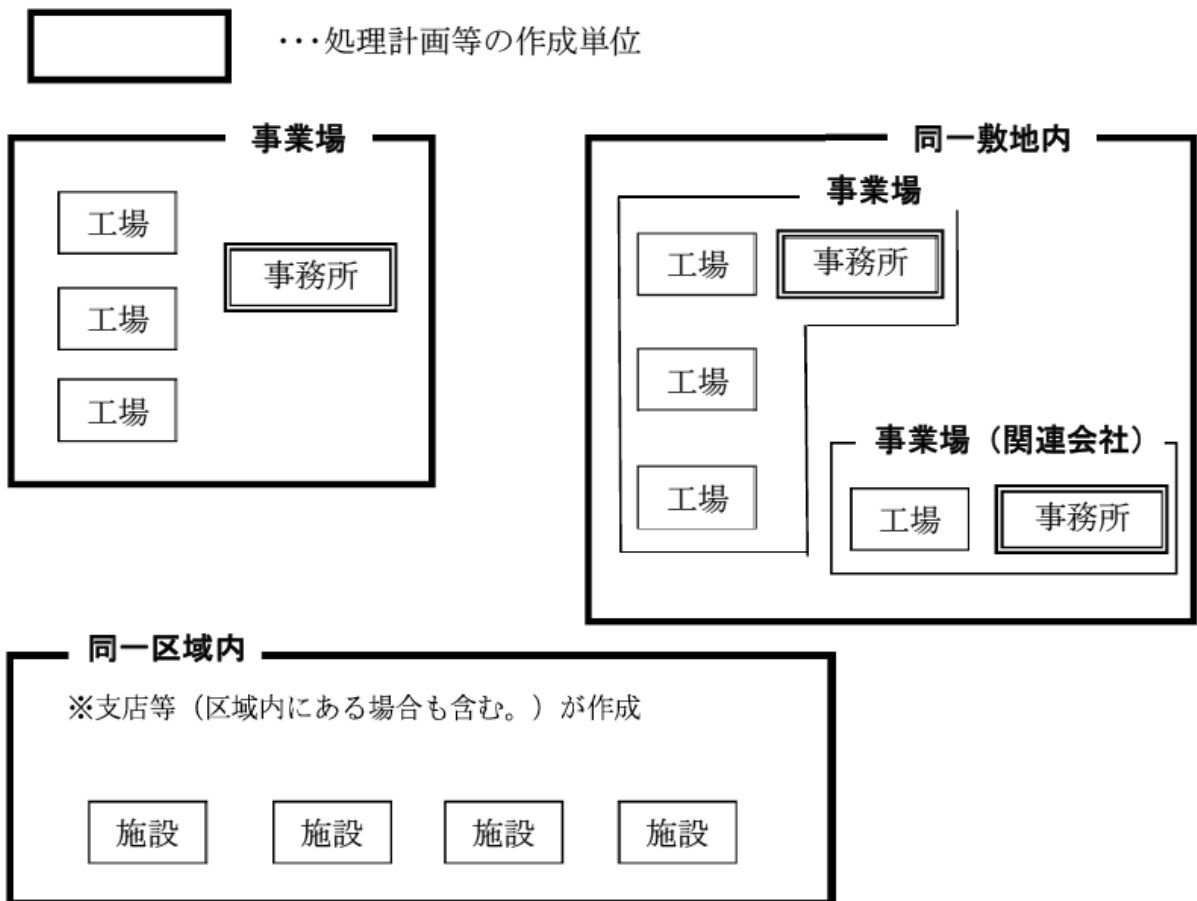 ･･･処理計画等の作成単位
事業場
工場
事務所
工場
工場
同一敷地内
事業場
工場
事務所
工場
工場
事業場（関連会社）
工場
事務所
同一区域内
※支店等（区域内にある場合も含む。）が作成
施設
施設
施設
施設